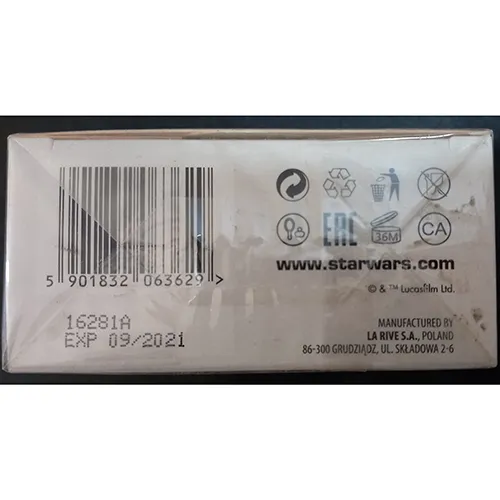 5 901832 063629 >
16281A
EXP 09/2021
EAC
36M
CA
www.starwars.com
© & ™ Lucasfilm Ltd.
MANUFACTURED BY
LA RIVE S.A., POLAND
86-300 GRUDZIĄDZ, UL. SKŁADOWA 2-6